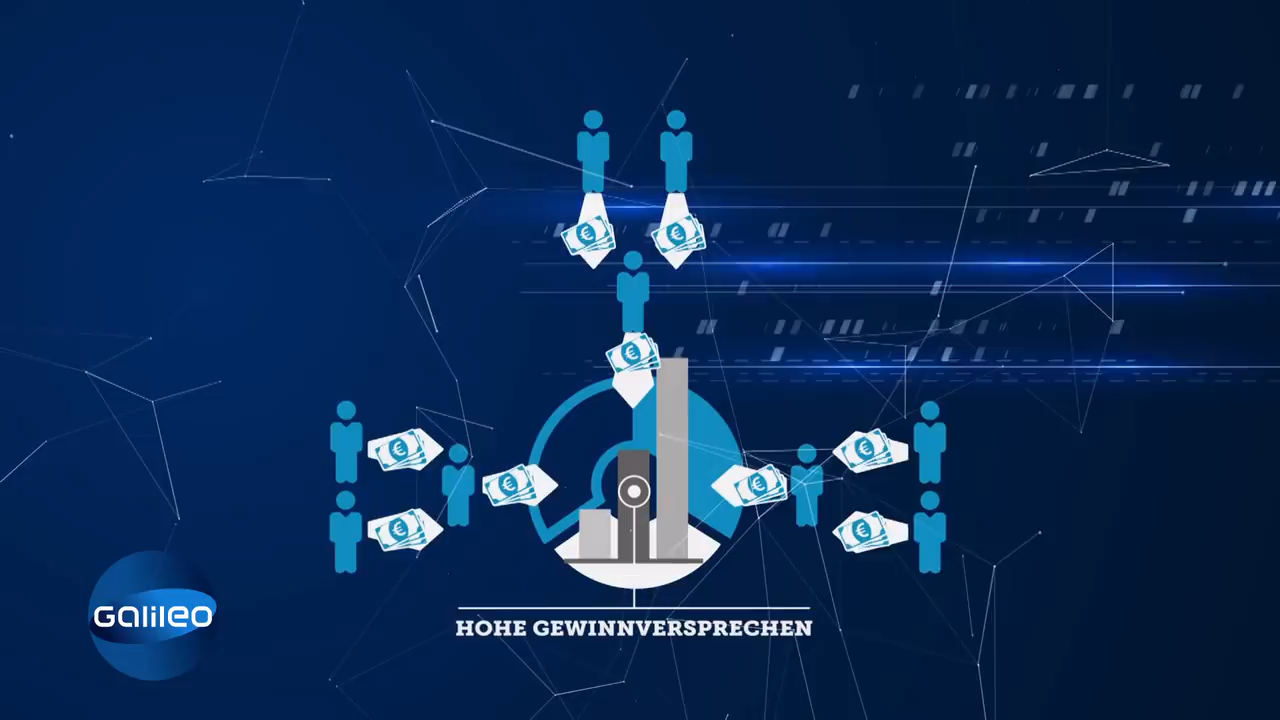 € €
€
€ €
€ €
€ €
Galileo
HOHE GEWINNVERSPRECHEN